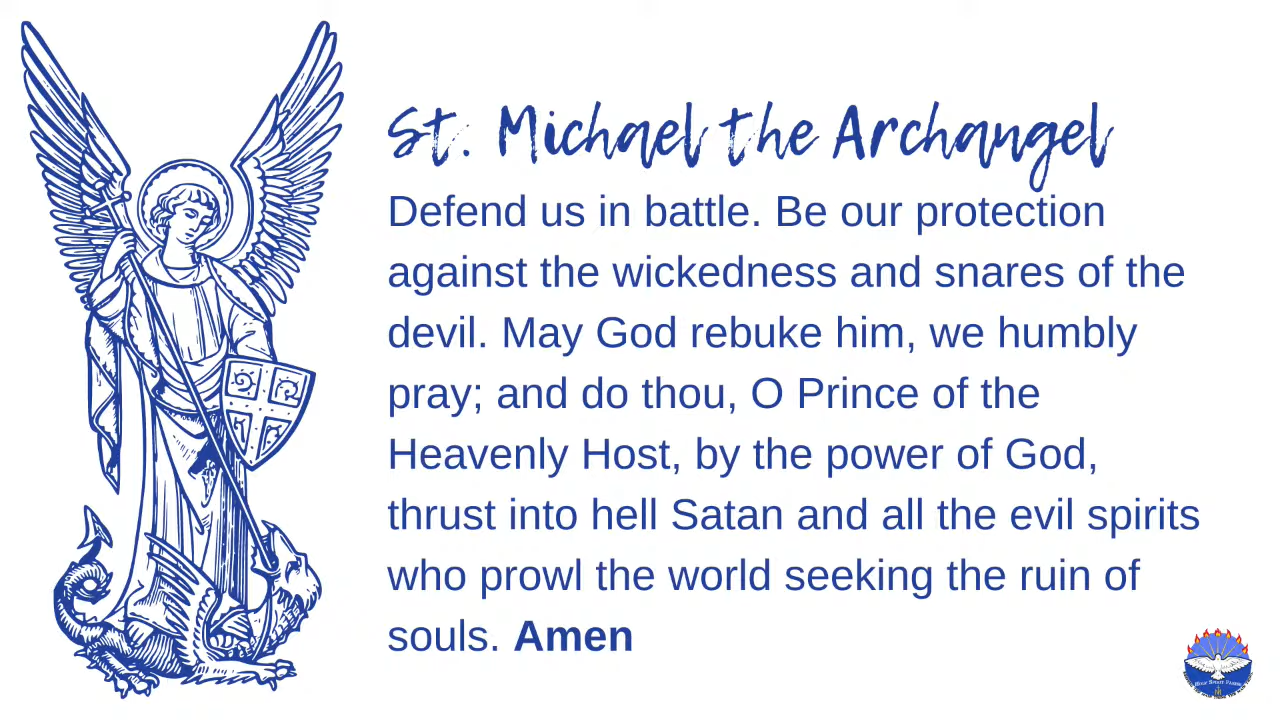 St. Michael the Archangel
Defend us in battle. Be our protection
against the wickedness and snares of the
devil. May God rebuke him, we humbly
pray; and do thou, O Prince of the
Heavenly Host, by the power of God,
thrust into hell Satan and all the evil spirits
who prowl the world seeking the ruin of
souls. Amen
Holy Spirit Parish